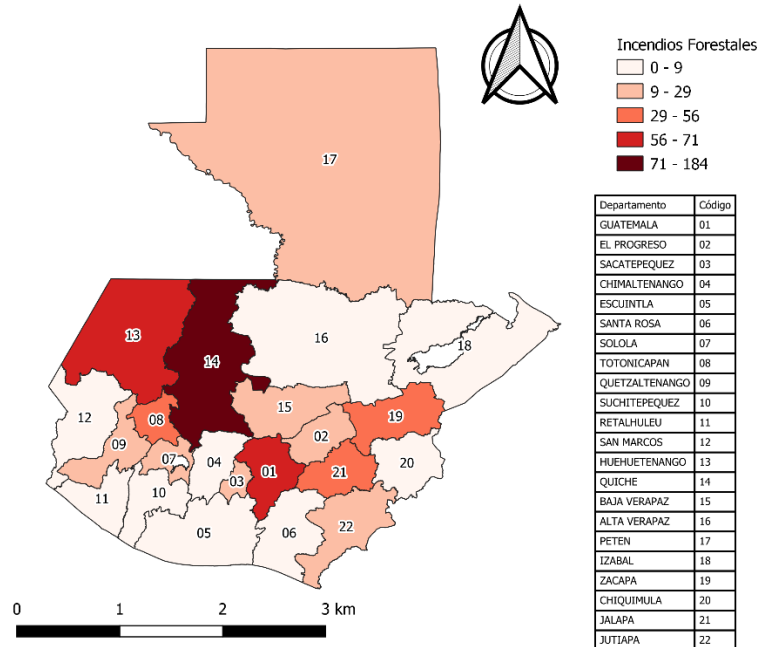 Incendios Forestales
0 - 9
9 - 29
29 - 56
56 - 71
71 - 184
17
13
14
16
18
12
08
15
19
09
02
07
04
01
21
20
03
11
10
05
06
22
0 1 2 3 km
Departamento Código
GUATEMALA 01
EL PROGRESO 02
SACATEPEQUEZ 03
CHIMALTENANGO 04
ESCUINTLA 05
SANTA ROSA 06
SOLOLA 07
TOTONICAPAN 08
QUETZALTENANGO 09
SUCHITEPEQUEZ 10
RETALHULEU 11
SAN MARCOS 12
HUEHUETENANGO 13
QUICHE 14
BAJA VERAPAZ 15
ALTA VERAPAZ 16
PETEN 17
IZABAL 18
ZACAPA 19
CHIQUIMULA 20
JALAPA 21
JUTIAPA 22